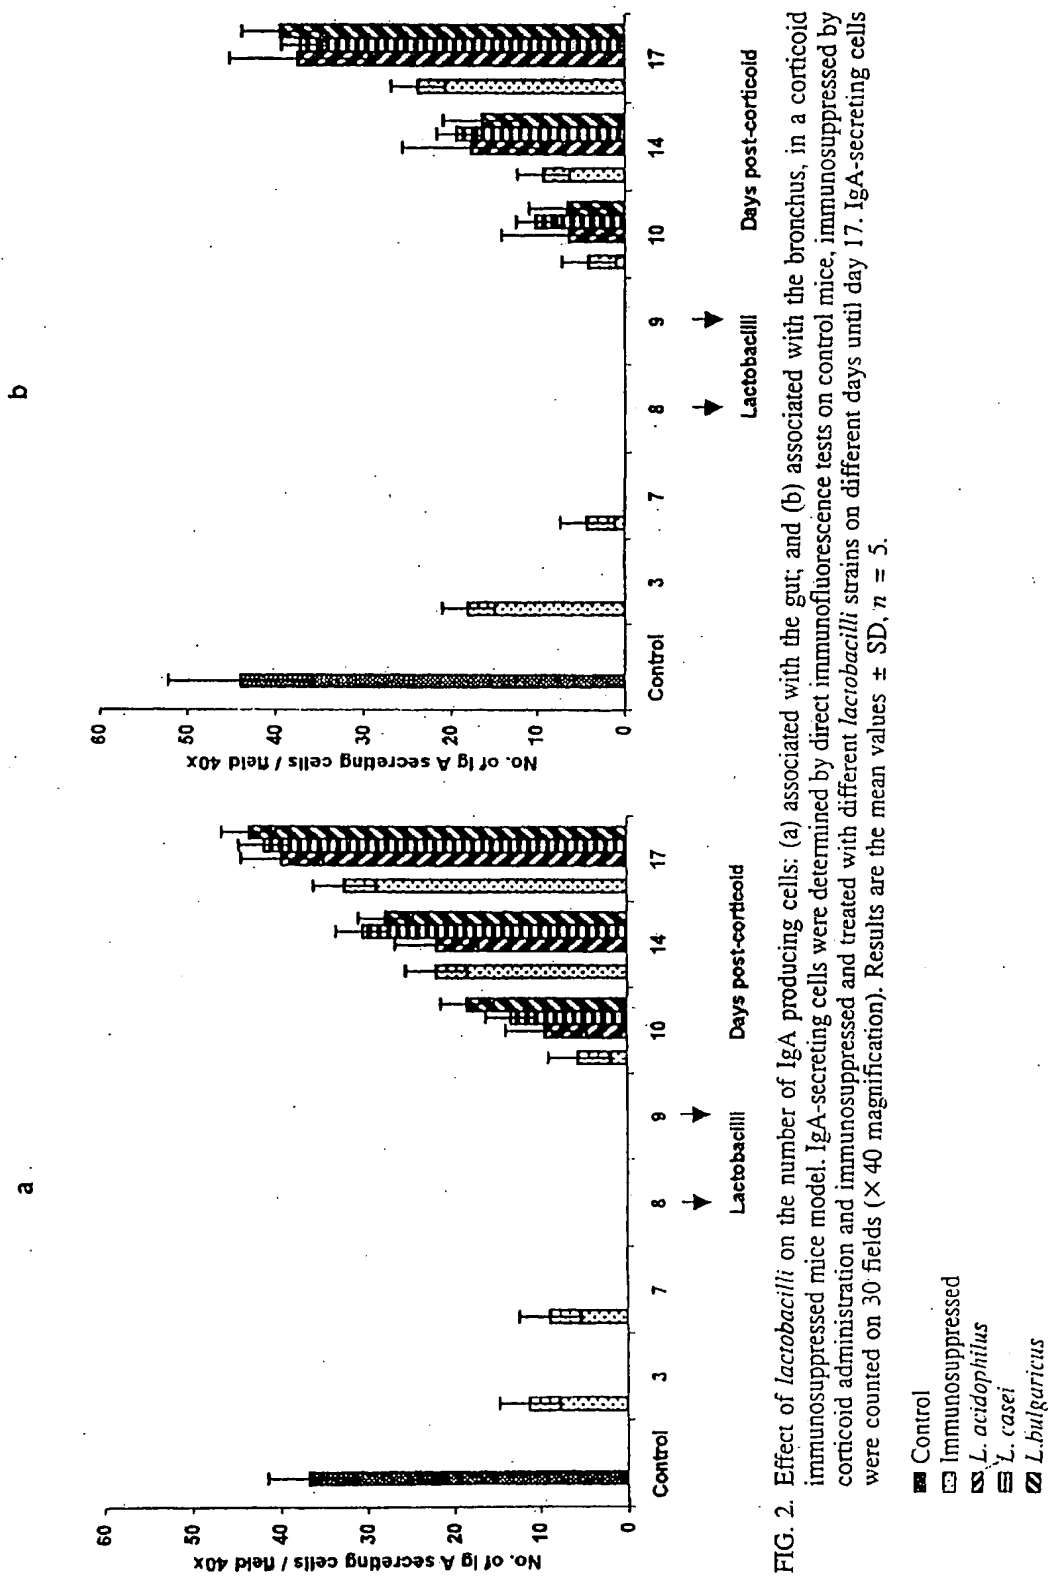 a
No. of Ig A secreting cells / field 40x
60
50
40
30
20
10
0
Control
3
7
8
9
10
14
17
Lactobacilli
Days post-corticoid
b
No. of Ig A secreting cells / field 40x
60
50
40
30
20
10
0
Control
3
7
8
9
10
14
17
Lactobacilli
Days post-corticoid
FIG. 2. Effect of lactobacilli on the number of IgA producing cells: (a) associated with the gut; and (b) associated with the bronchus, in a corticoid
immunosuppressed mice model. IgA-secreting cells were determined by direct immunofluorescence tests on control mice, immunosuppressed by
corticoid administration and immunosuppressed and treated with different lactobacilli strains on different days until day 17. IgA-secreting cells
were counted on 30 fields (× 40 magnification). Results are the mean values ± SD, n = 5.
Control
Immunosuppressed
L. acidophilus
L. casei
L.bulgaricus